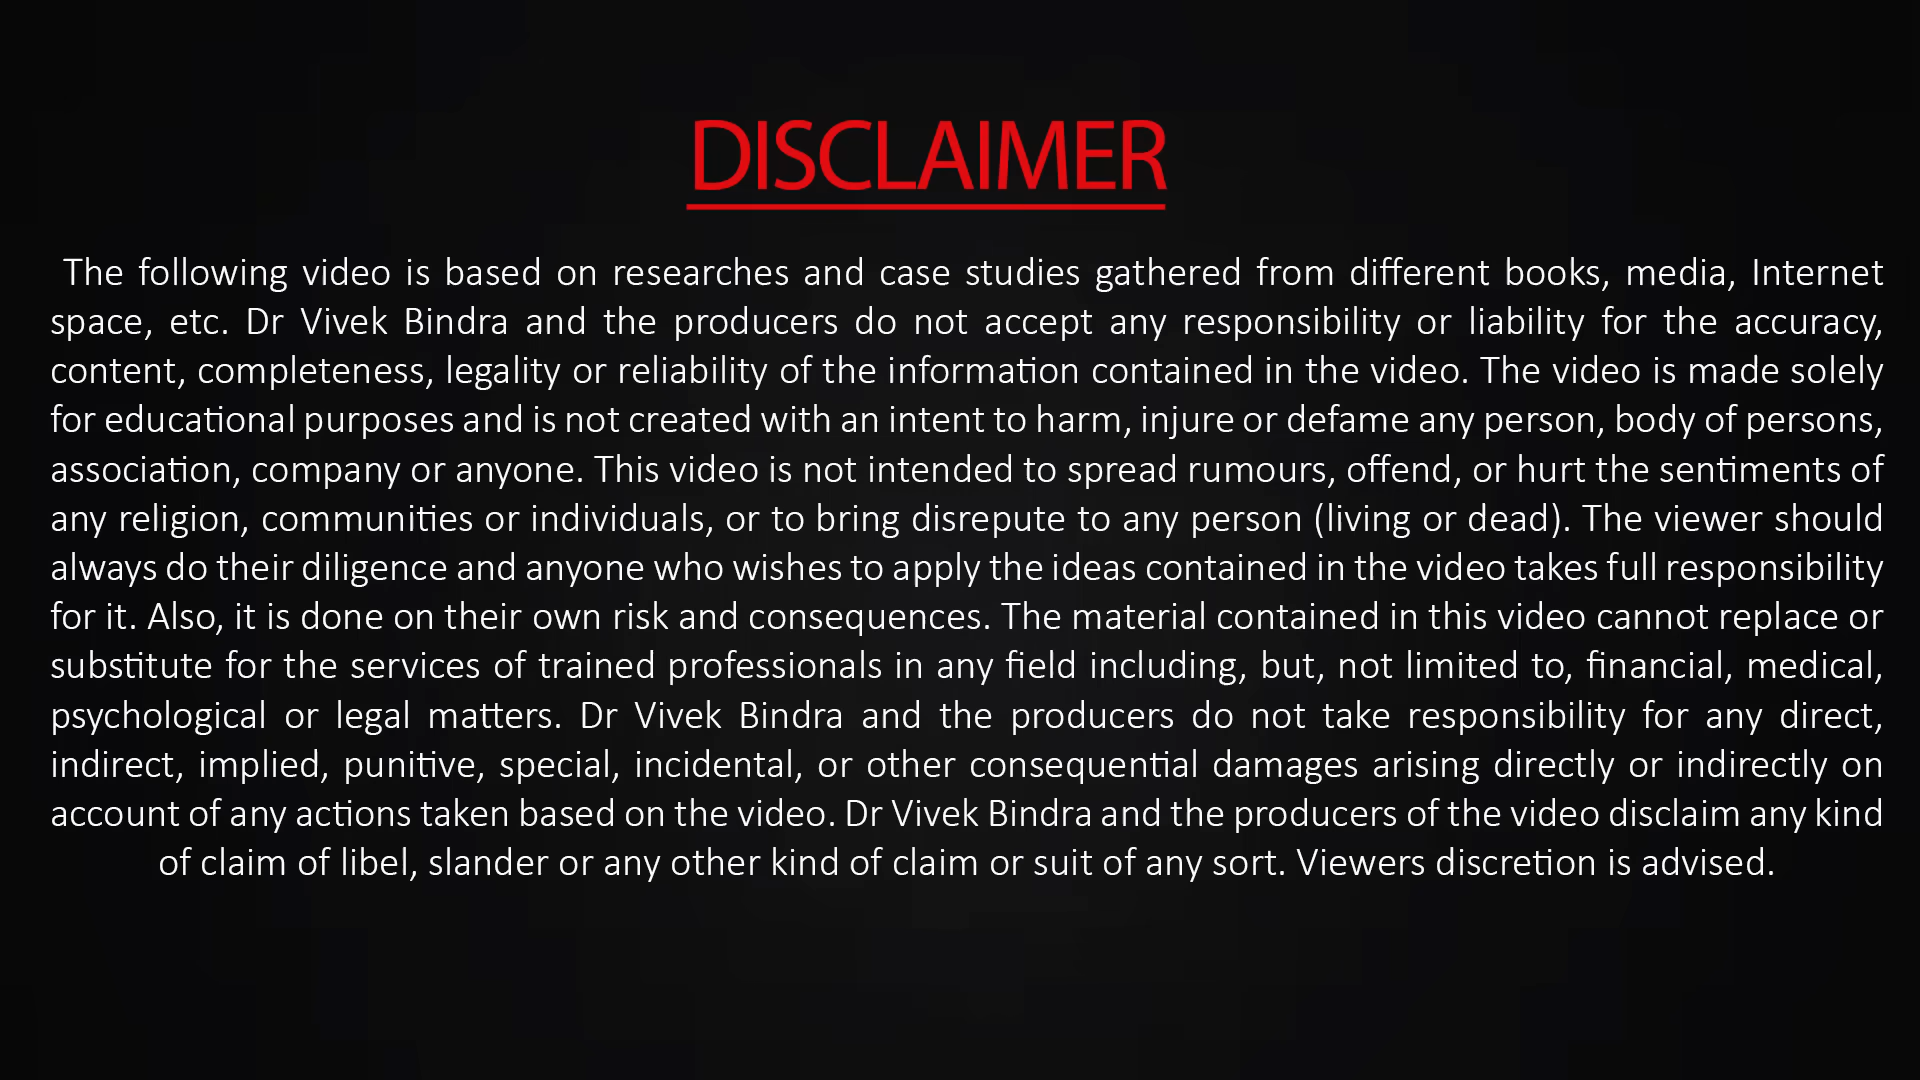 DISCLAIMER
The following video is based on researches and case studies gathered from different books, media, Internet
space, etc. Dr Vivek Bindra and the producers do not accept any responsibility or liability for the accuracy,
content, completeness, legality or reliability of the information contained in the video. The video is made solely
for educational purposes and is not created with an intent to harm, injure or defame any person, body of persons,
association, company or anyone. This video is not intended to spread rumours, offend, or hurt the sentiments of
any religion, communities or individuals, or to bring disrepute to any person (living or dead). The viewer should
always do their diligence and anyone who wishes to apply the ideas contained in the video takes full responsibility
for it. Also, it is done on their own risk and consequences. The material contained in this video cannot replace or
substitute for the services of trained professionals in any field including, but, not limited to, financial, medical,
psychological or legal matters. Dr Vivek Bindra and the producers do not take responsibility for any direct,
indirect, implied, punitive, special, incidental, or other consequential damages arising directly or indirectly on
account of any actions taken based on the video. Dr Vivek Bindra and the producers of the video disclaim any kind
of claim of libel, slander or any other kind of claim or suit of any sort. Viewers discretion is advised.